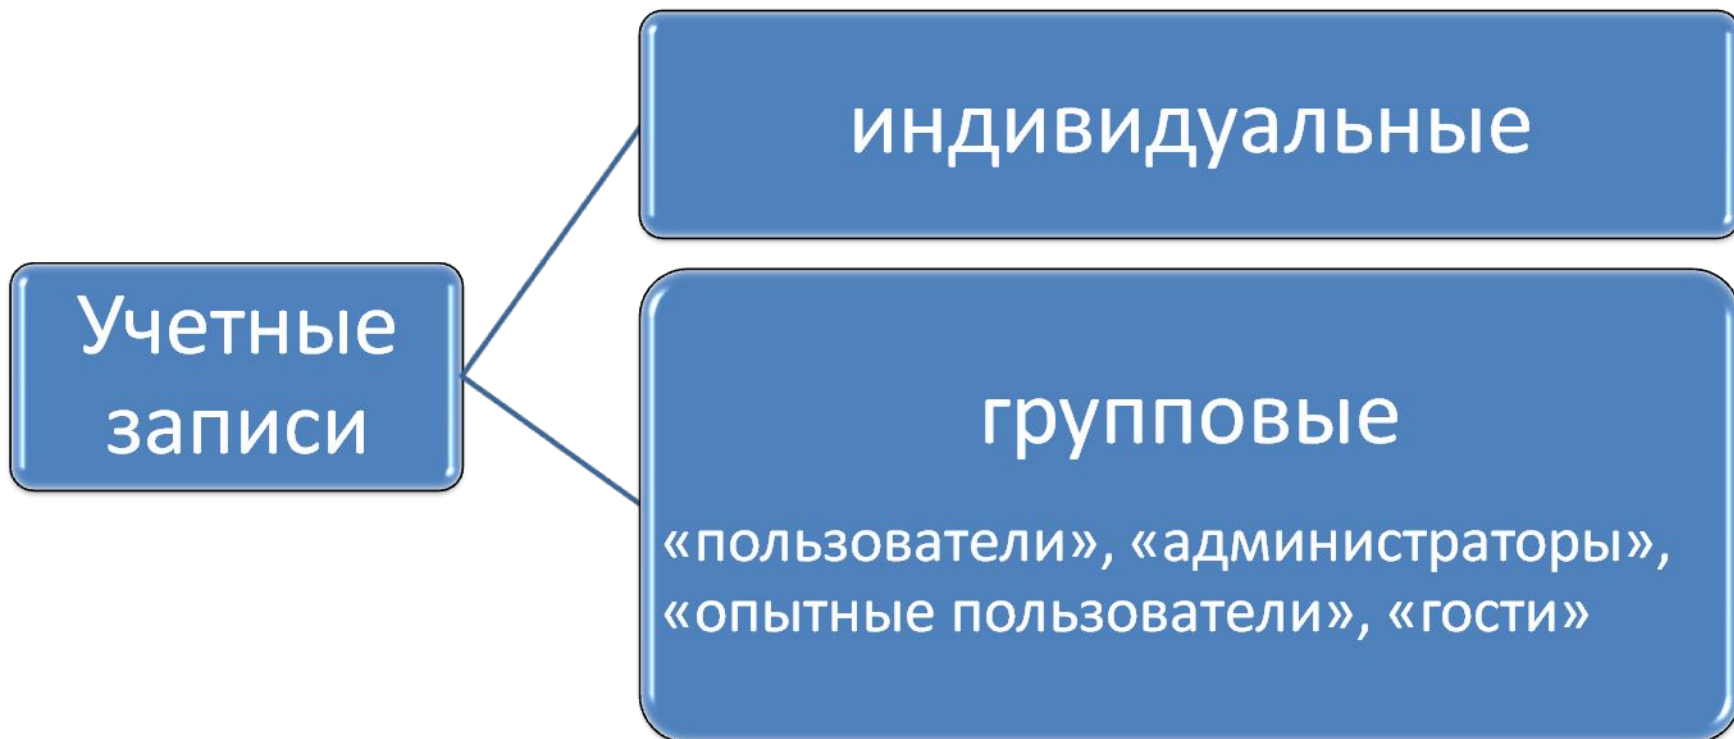 Учетные
записи
индивидуальные
групповые
«пользователи», «администраторы»,
«опытные пользователи», «гости»